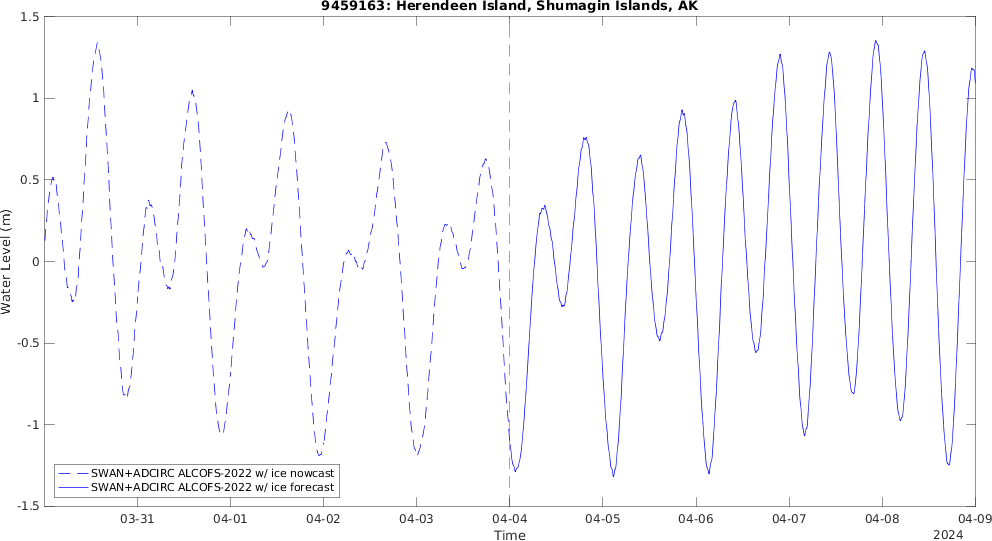 9459163: Herendeen Island, Shumagin Islands, AK
1.5
1
0.5
0
-0.5
-1
-1.5
Water Level (m)
SWAN+ADCIRC ALCOFS-2022 w/ ice nowcast
SWAN+ADCIRC ALCOFS-2022 w/ ice forecast
03-31 04-01 04-02 04-03 04-04 04-05 04-06 04-07 04-08 04-09
Time
2024